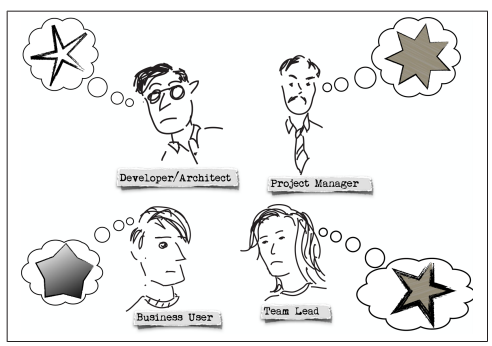 Developer/Architect
Project Manager
Business User
Team Lead